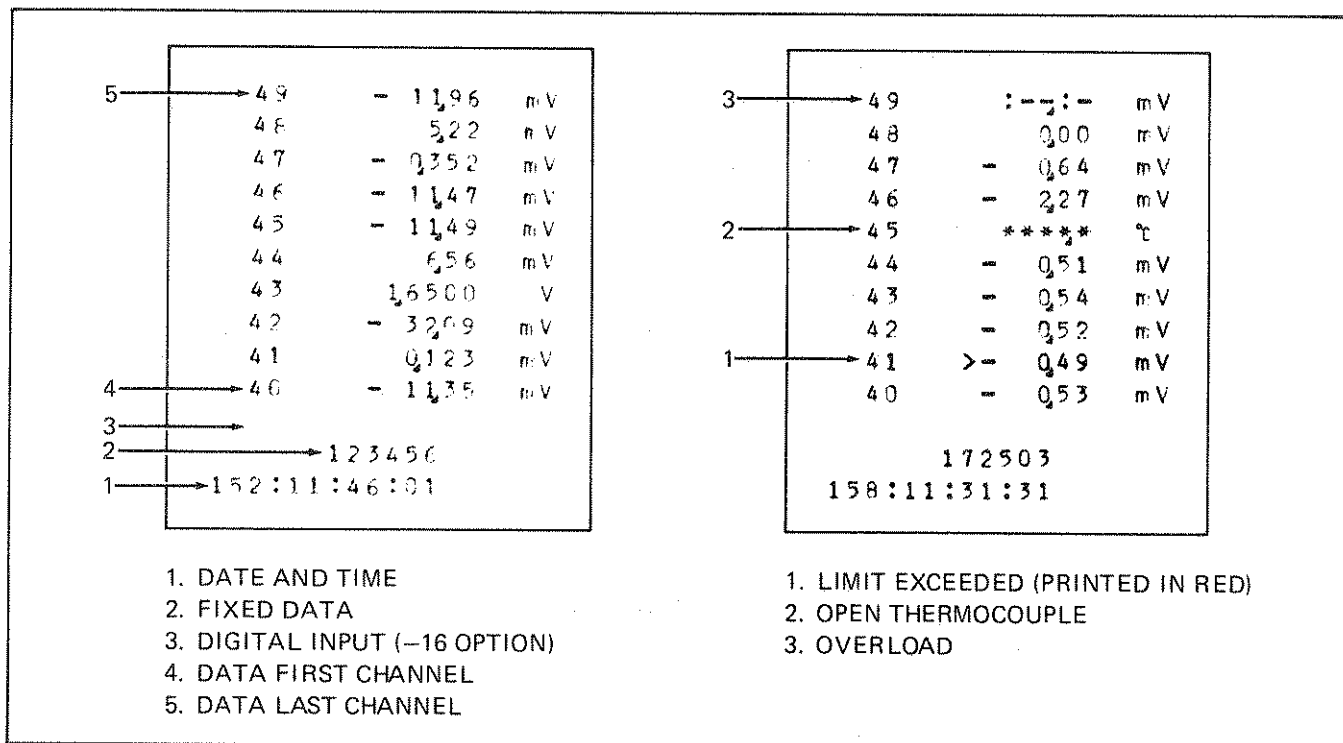 5 49 - 11,96 mV
48 5,22 mV
47 - 0,352 mV
46 - 11,47 mV
45 - 11,49 mV
44 6,56 mV
43 1,6500 V
42 - 32,09 mV
41 0,123 mV
4 40 - 11,35 mV
3
2 123456
1 152:11:46:01
1. DATE AND TIME
2. FIXED DATA
3. DIGITAL INPUT (–16 OPTION)
4. DATA FIRST CHANNEL
5. DATA LAST CHANNEL
3 49 :--,:- mV
48 0,00 mV
47 - 0,64 mV
46 - 2,27 mV
2 45 ****,* °C
44 - 0,51 mV
43 - 0,54 mV
42 - 0,52 mV
1 41 >- 0,49 mV
40 - 0,53 mV
172503
158:11:31:31
1. LIMIT EXCEEDED (PRINTED IN RED)
2. OPEN THERMOCOUPLE
3. OVERLOAD